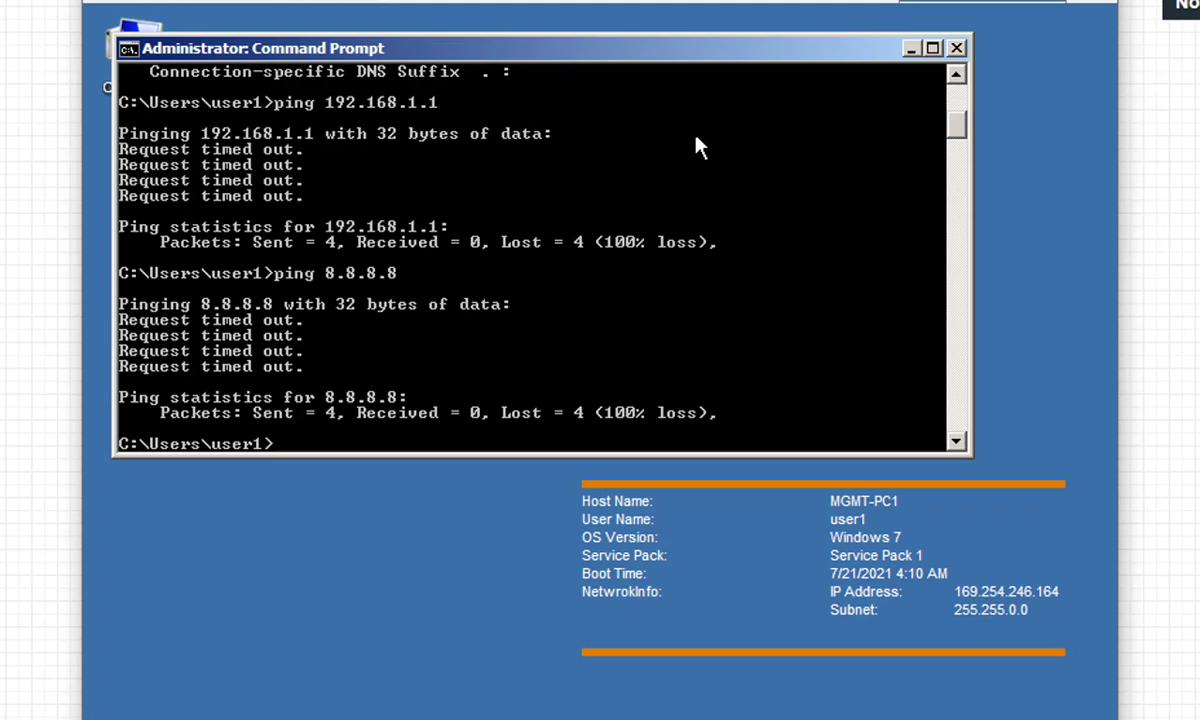 No
Administrator: Command Prompt
Connection-specific DNS Suffix . :
C:\Users\user1>ping 192.168.1.1
Pinging 192.168.1.1 with 32 bytes of data:
Request timed out.
Request timed out.
Request timed out.
Request timed out.
Ping statistics for 192.168.1.1:
Packets: Sent = 4, Received = 0, Lost = 4 (100% loss),
C:\Users\user1>ping 8.8.8.8
Pinging 8.8.8.8 with 32 bytes of data:
Request timed out.
Request timed out.
Request timed out.
Request timed out.
Ping statistics for 8.8.8.8:
Packets: Sent = 4, Received = 0, Lost = 4 (100% loss),
C:\Users\user1>
Host Name: MGMT-PC1
User Name: user1
OS Version: Windows 7
Service Pack: Service Pack 1
Boot Time: 7/21/2021 4:10 AM
NetwrokInfo: IP Address: 169.254.246.164
Subnet: 255.255.0.0